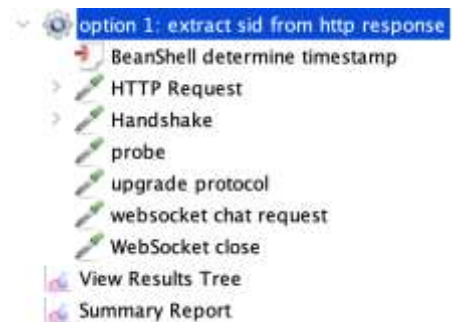 option 1: extract sid from http response
BeanShell determine timestamp
HTTP Request
Handshake
probe
upgrade protocol
websocket chat request
WebSocket close
View Results Tree
Summary Report